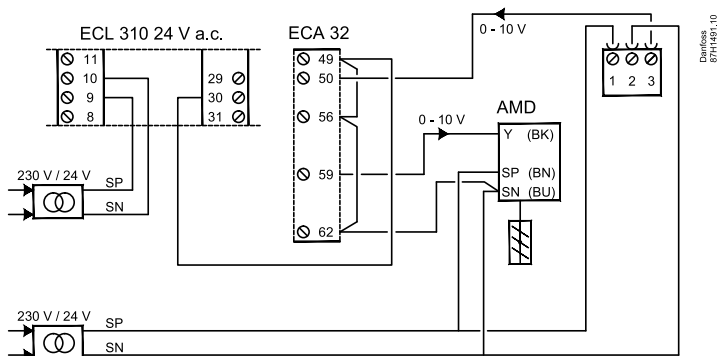 ECL 310 24 V a.c.
11
10
9
8
29
30
31
230 V / 24 V
SP
SN
ECA 32
49
50
56
59
62
0 - 10 V
0 - 10 V
AMD
Y (BK)
SP (BN)
SN (BU)
1 2 3
Danfoss
87H1491.10
230 V / 24 V
SP
SN